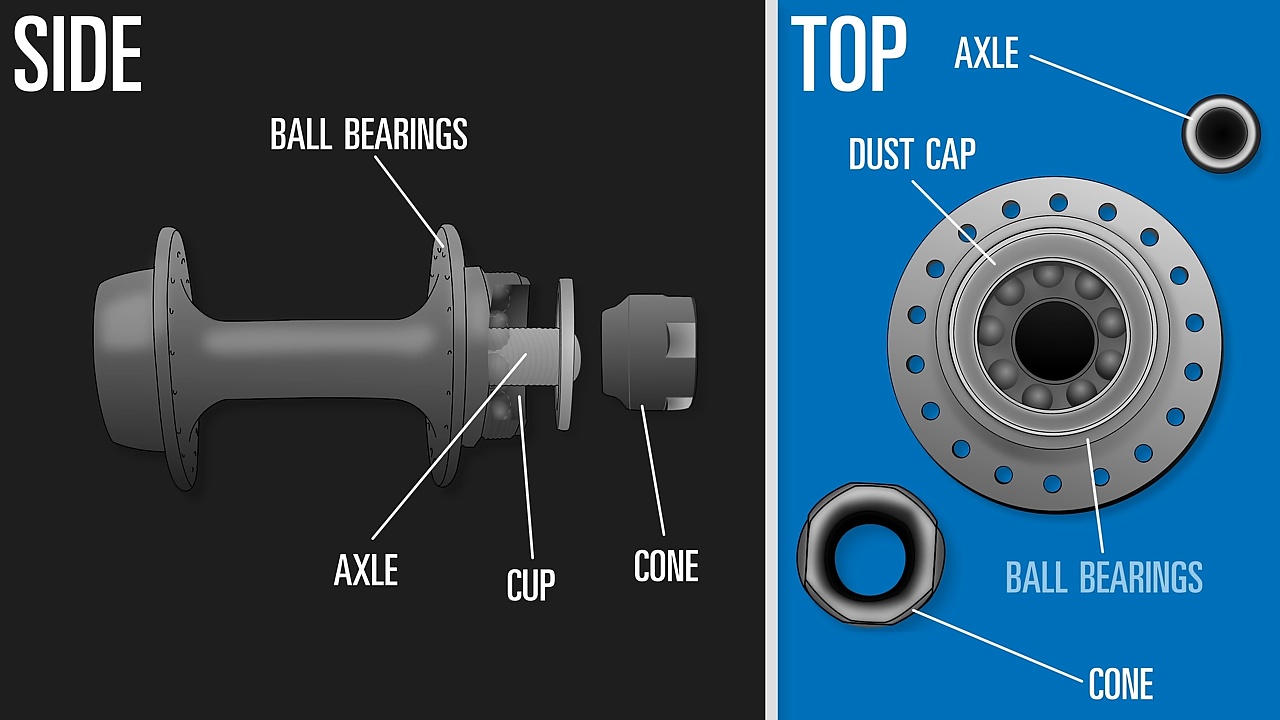 SIDE
BALL BEARINGS
AXLE
CUP
CONE
TOP
AXLE
DUST CAP
BALL BEARINGS
CONE